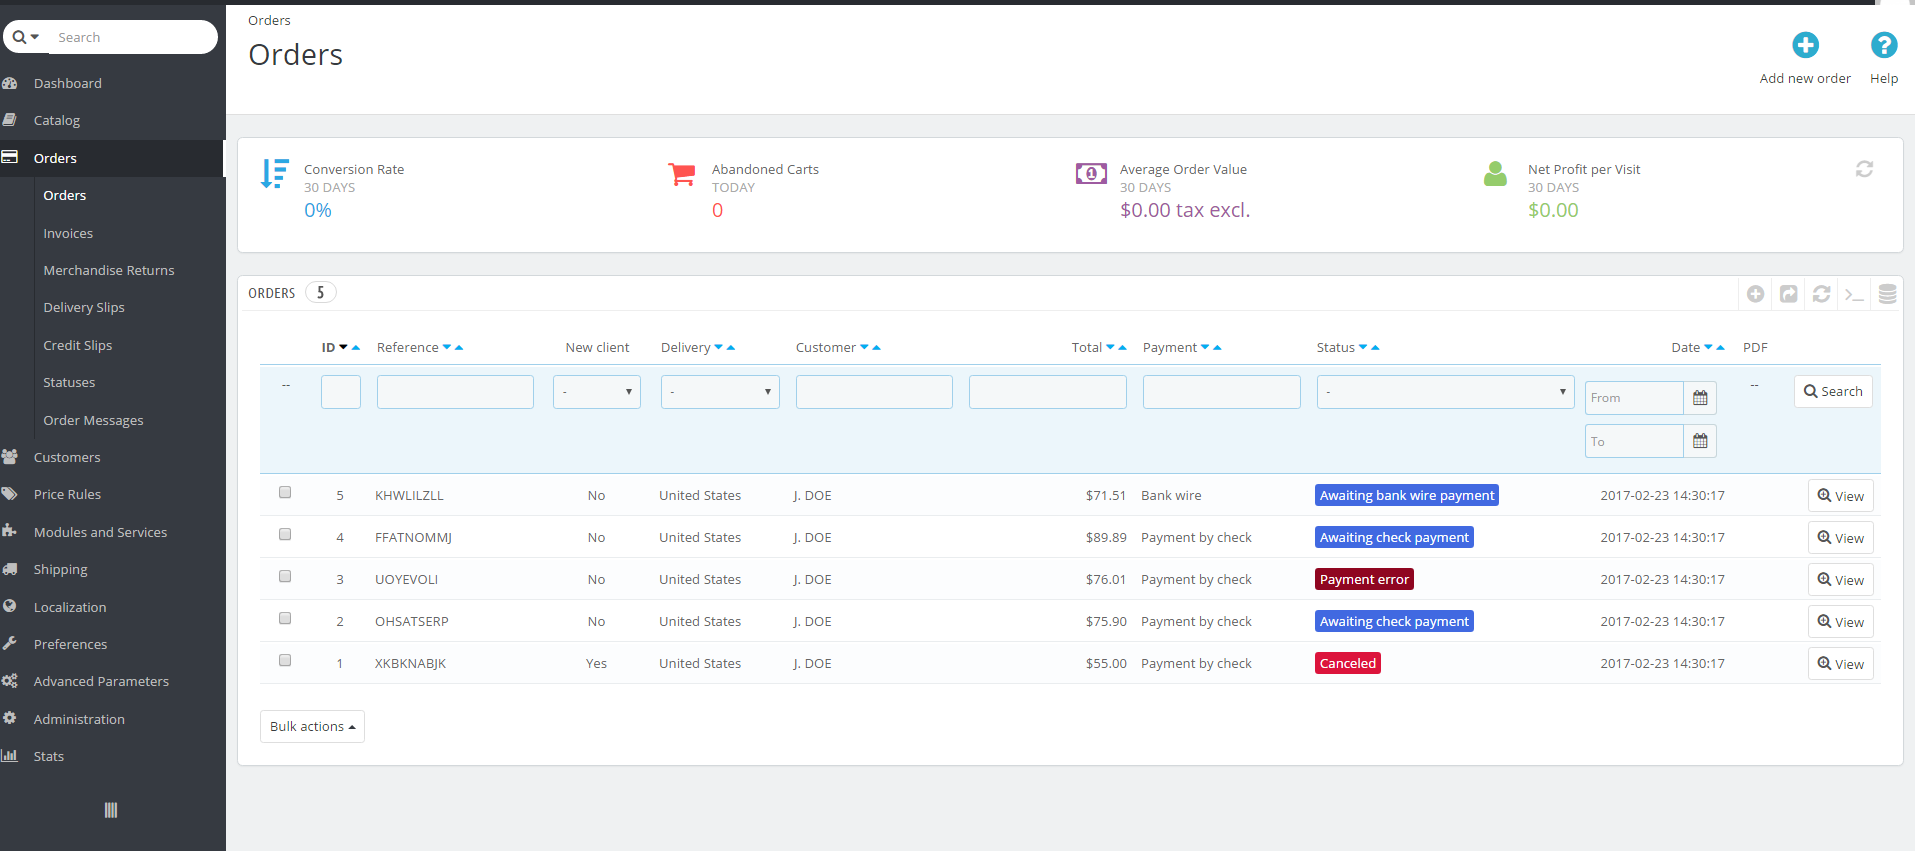 Search
Dashboard
Catalog
Orders
Orders
Invoices
Merchandise Returns
Delivery Slips
Credit Slips
Statuses
Order Messages
Customers
Price Rules
Modules and Services
Shipping
Localization
Preferences
Advanced Parameters
Administration
Stats
Orders
Orders
Add new order Help
Conversion Rate
30 DAYS
0%
Abandoned Carts
TODAY
0
Average Order Value
30 DAYS
$0.00 tax excl.
Net Profit per Visit
30 DAYS
$0.00
ORDERS 5
ID Reference New client Delivery Customer Total Payment Status Date PDF
-- - - - From -- Search
To
5 KHWLILZLL No United States J. DOE $71.51 Bank wire Awaiting bank wire payment 2017-02-23 14:30:17 View
4 FFATNOMMJ No United States J. DOE $89.89 Payment by check Awaiting check payment 2017-02-23 14:30:17 View
3 UOYEVOLI No United States J. DOE $76.01 Payment by check Payment error 2017-02-23 14:30:17 View
2 OHSATSERP No United States J. DOE $75.90 Payment by check Awaiting check payment 2017-02-23 14:30:17 View
1 XKBKNABJK Yes United States J. DOE $55.00 Payment by check Canceled 2017-02-23 14:30:17 View
Bulk actions